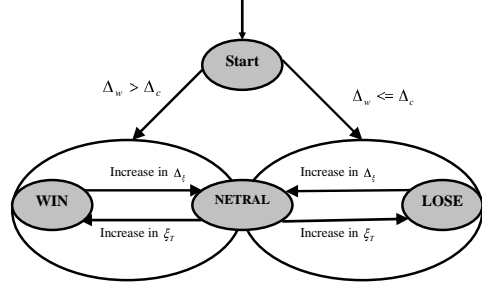 Start
Δw > Δc
Δw <= Δc
Increase in Δξ
Increase in Δξ
WIN
NETRAL
LOSE
Increase in ξT
Increase in ξT